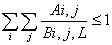 ∑i ∑j Ai, j / Bi, j, L ≤ 1